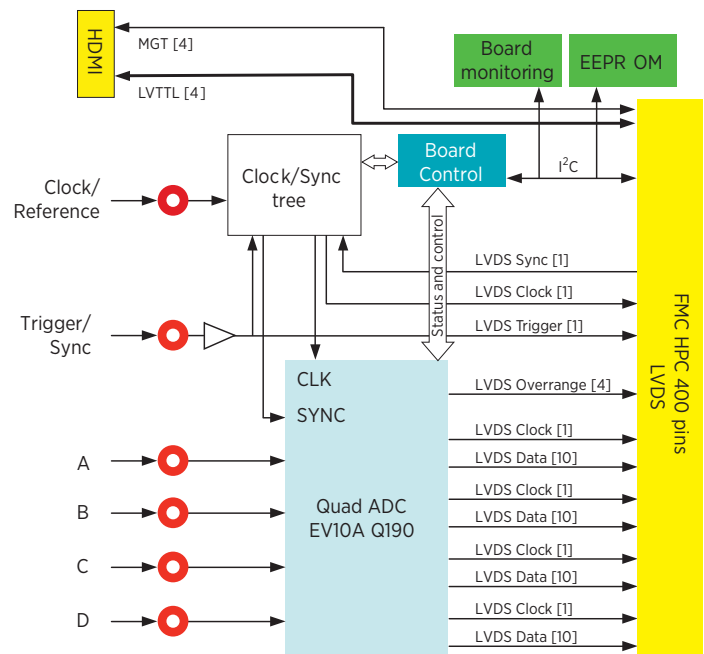 HDMI
MGT [4]
LVTTL [4]
Board
monitoring
EEPR OM
Clock/
Reference
Clock/Sync
tree
Board
Control
I²C
Status and control
LVDS Sync [1]
LVDS Clock [1]
Trigger/
Sync
LVDS Trigger [1]
FMC HPC 400 pins
LVDS
CLK
SYNC
LVDS Overrange [4]
LVDS Clock [1]
A
LVDS Data [10]
LVDS Clock [1]
B
Quad ADC
EV10A Q190
LVDS Data [10]
LVDS Clock [1]
C
LVDS Data [10]
LVDS Clock [1]
D
LVDS Data [10]